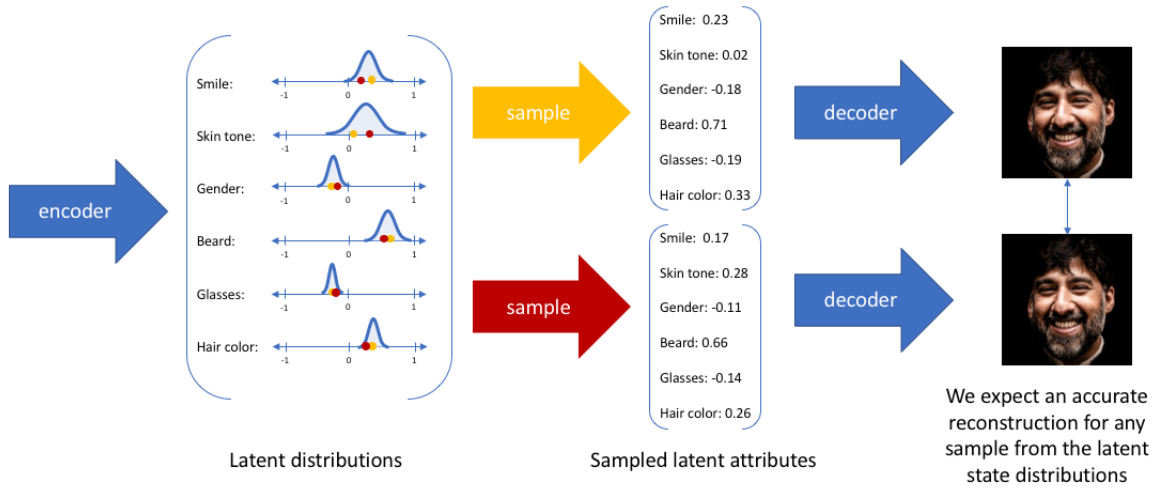 encoder
Smile:
-1 0 1
Skin tone:
-1 0 1
Gender:
-1 0 1
Beard:
-1 0 1
Glasses:
-1 0 1
Hair color:
-1 0 1
Latent distributions
sample
sample
Smile: 0.23
Skin tone: 0.02
Gender: -0.18
Beard: 0.71
Glasses: -0.19
Hair color: 0.33
Smile: 0.17
Skin tone: 0.28
Gender: -0.11
Beard: 0.66
Glasses: -0.14
Hair color: 0.26
Sampled latent attributes
decoder
decoder
We expect an accurate
reconstruction for any
sample from the latent
state distributions